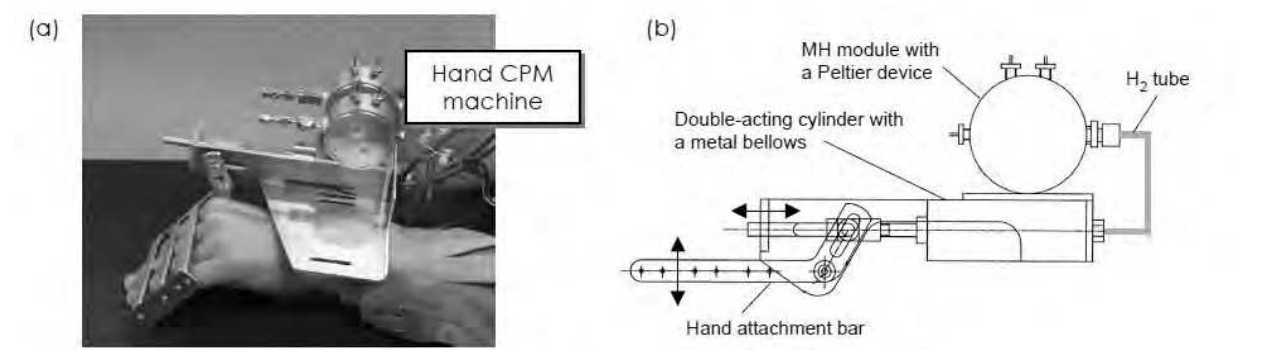 (a)
Hand CPM
machine
(b)
MH module with
a Peltier device
H₂ tube
Double-acting cylinder with
a metal bellows
Hand attachment bar